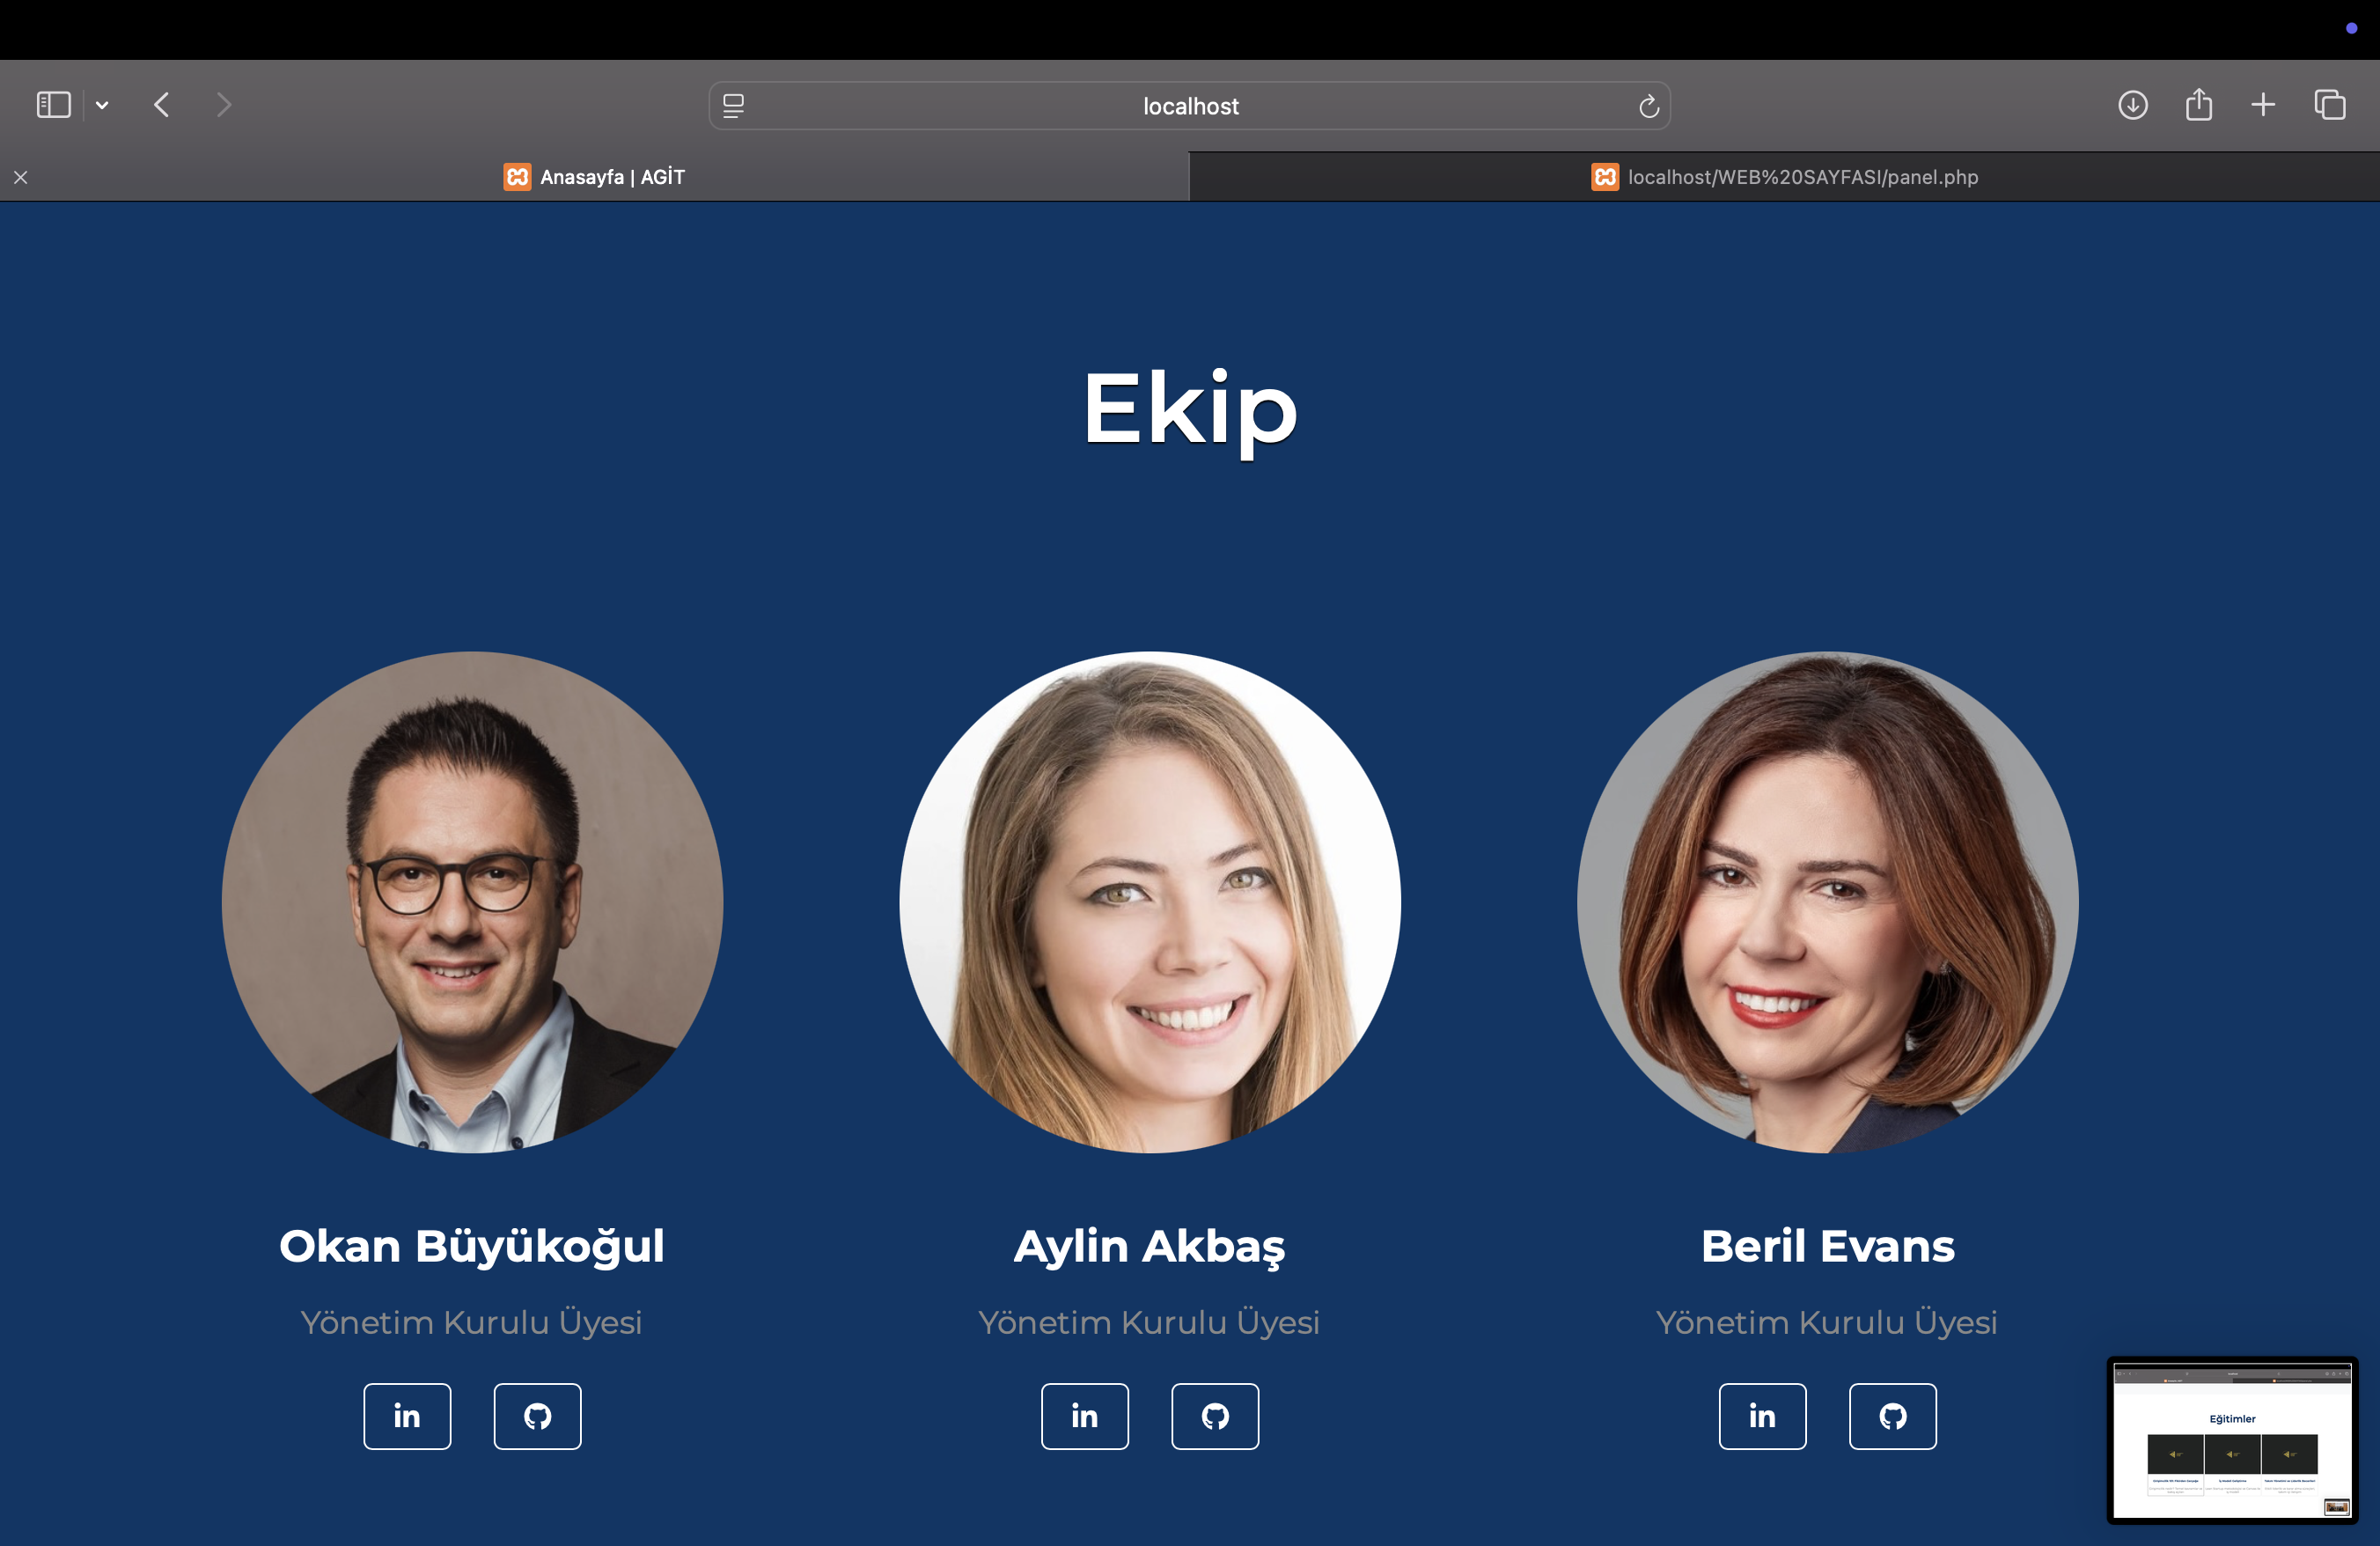 localhost
Anasayfa | AGİT
localhost/WEB%20SAYFASI/panel.php
Ekip
Okan Büyükoğul
Aylin Akbaş
Beril Evans
Yönetim Kurulu Üyesi
Yönetim Kurulu Üyesi
Yönetim Kurulu Üyesi
in
in
in
Eğitimler